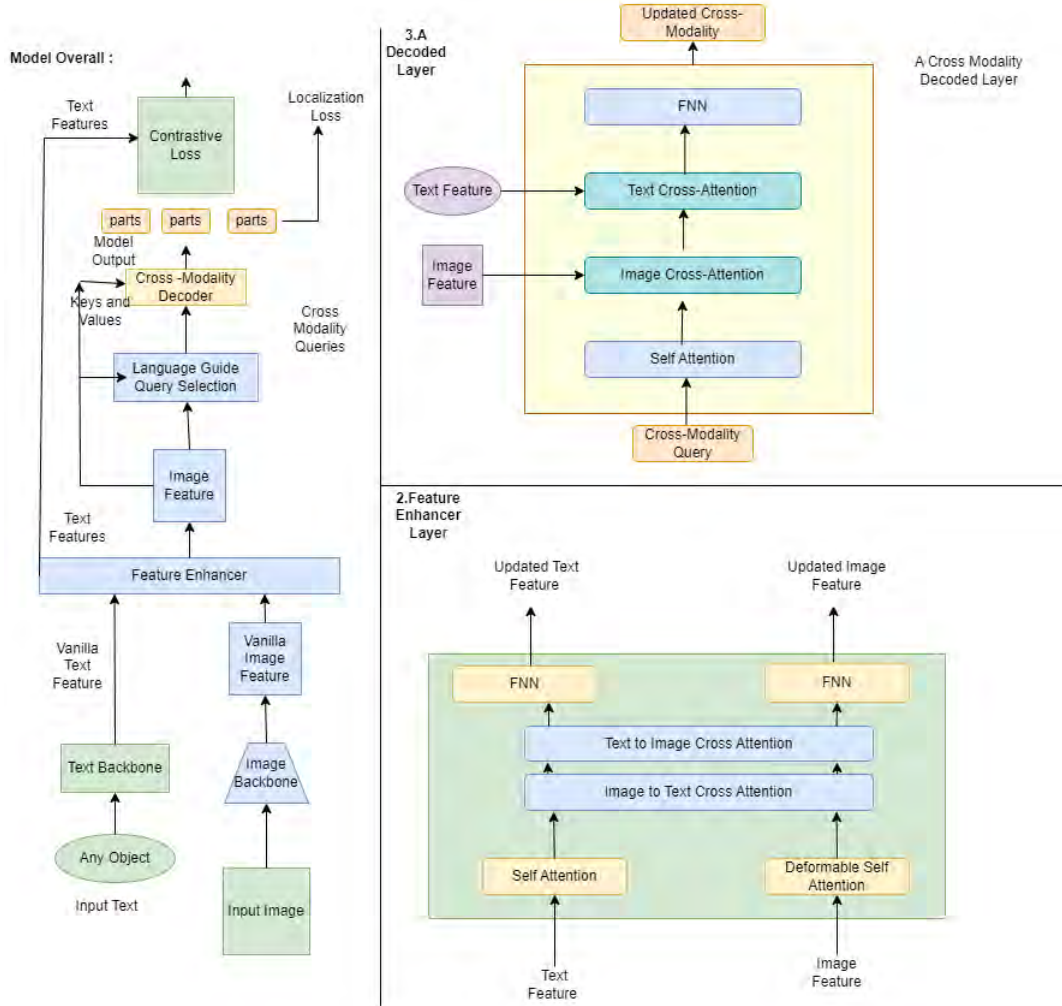 Model Overall :
Text
Features
Contrastive
Loss
Localization
Loss
parts
parts
parts
Model
Output
Cross -Modality
Decoder
Keys and
Values
Cross
Modality
Queries
Language Guide
Query Selection
Image
Feature
Text
Features
Feature Enhancer
Vanilla
Text
Feature
Vanilla
Image
Feature
Text Backbone
Image
Backbone
Any Object
Input Text
Input Image
3.A
Decoded
Layer
Updated Cross-
Modality
A Cross Modality
Decoded Layer
FNN
Text Feature
Text Cross-Attention
Image
Feature
Image Cross-Attention
Self Attention
Cross-Modality
Query
2.Feature
Enhancer
Layer
Updated Text
Feature
Updated Image
Feature
FNN
FNN
Text to Image Cross Attention
Image to Text Cross Attention
Self Attention
Deformable Self
Attention
Text
Feature
Image
Feature